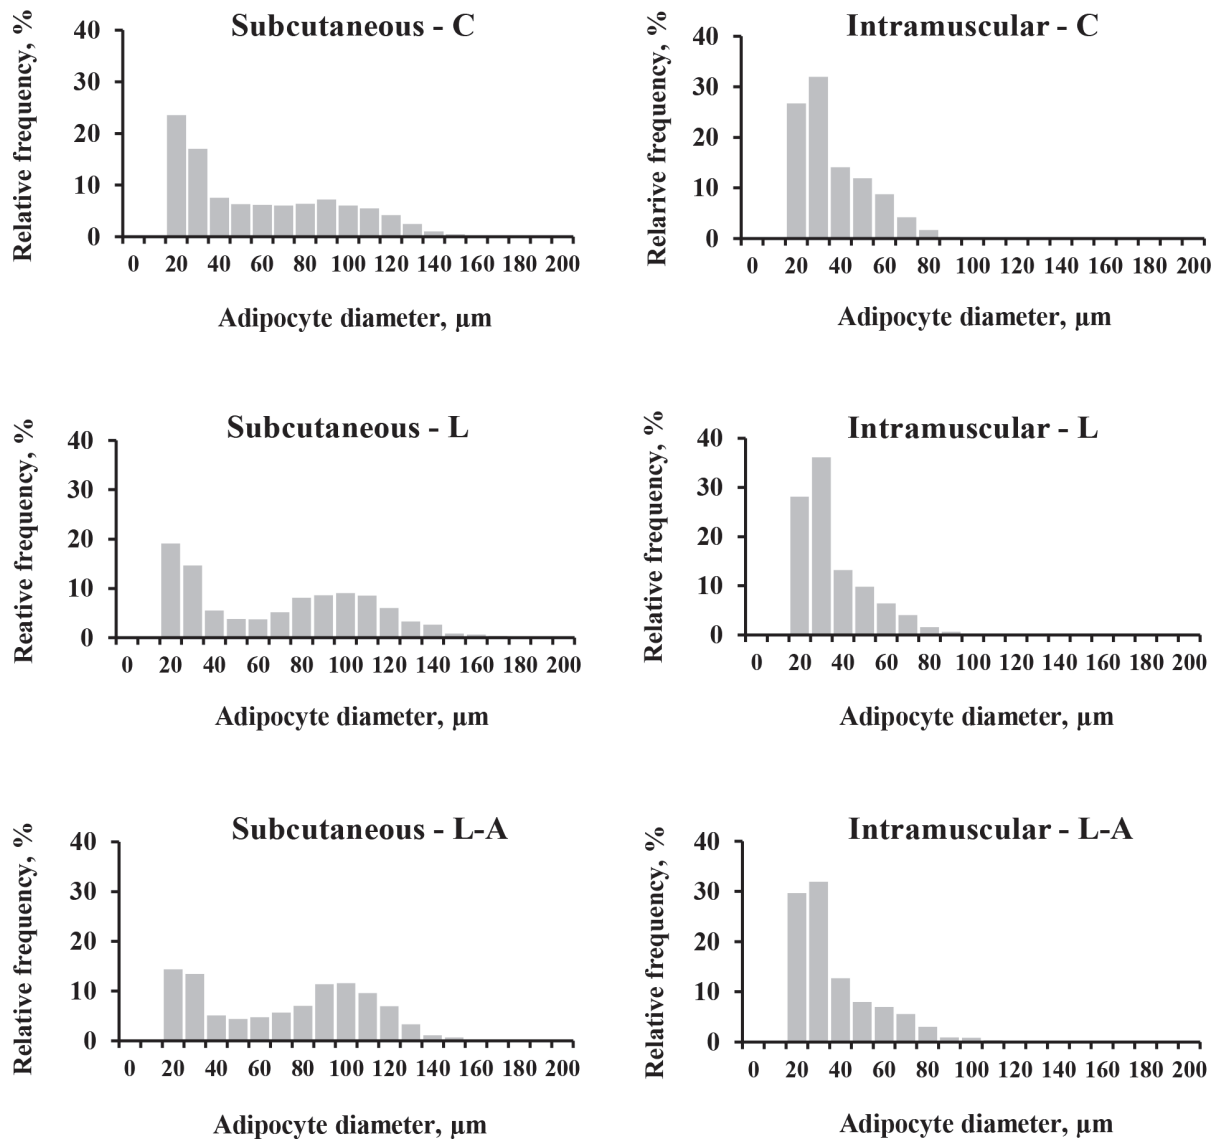 Subcutaneous - C
Relative frequency, %
40
30
20
10
0
0 20 40 60 80 100 120 140 160 180 200
Adipocyte diameter, µm
Intramuscular - C
Relarive frequency, %
40
30
20
10
0
0 20 40 60 80 100 120 140 160 180 200
Adipocyte diameter, µm
Subcutaneous - L
Reative frequency, %
40
30
20
10
0
0 20 40 60 80 100 120 140 160 180 200
Adipocyte diameter, µm
Intramuscular - L
Relative frequency, %
40
30
20
10
0
0 20 40 60 80 100 120 140 160 180 200
Adipocyte diameter, µm
Subcutaneous - L-A
Relative frequency, %
40
30
20
10
0
0 20 40 60 80 100 120 140 160 180 200
Adipocyte diameter, µm
Intramuscular - L-A
Relative frequency, %
40
30
20
10
0
0 20 40 60 80 100 120 140 160 180 200
Adipocyte diameter, µm